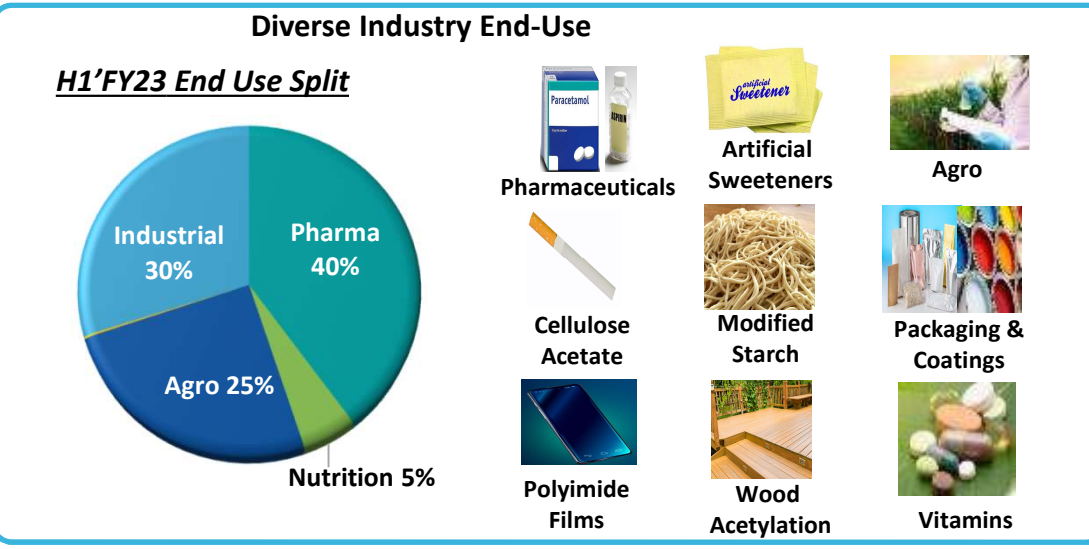 Diverse Industry End-Use
H1'FY23 End Use Split
Industrial
30%
Pharma
40%
Agro 25%
Nutrition 5%
Paracetamol
ASPIRIN
Pharmaceuticals
artificial
Sweetener
Artificial
Sweeteners
Agro
Cellulose
Acetate
Modified
Starch
Packaging &
Coatings
Polyimide
Films
Wood
Acetylation
Vitamins